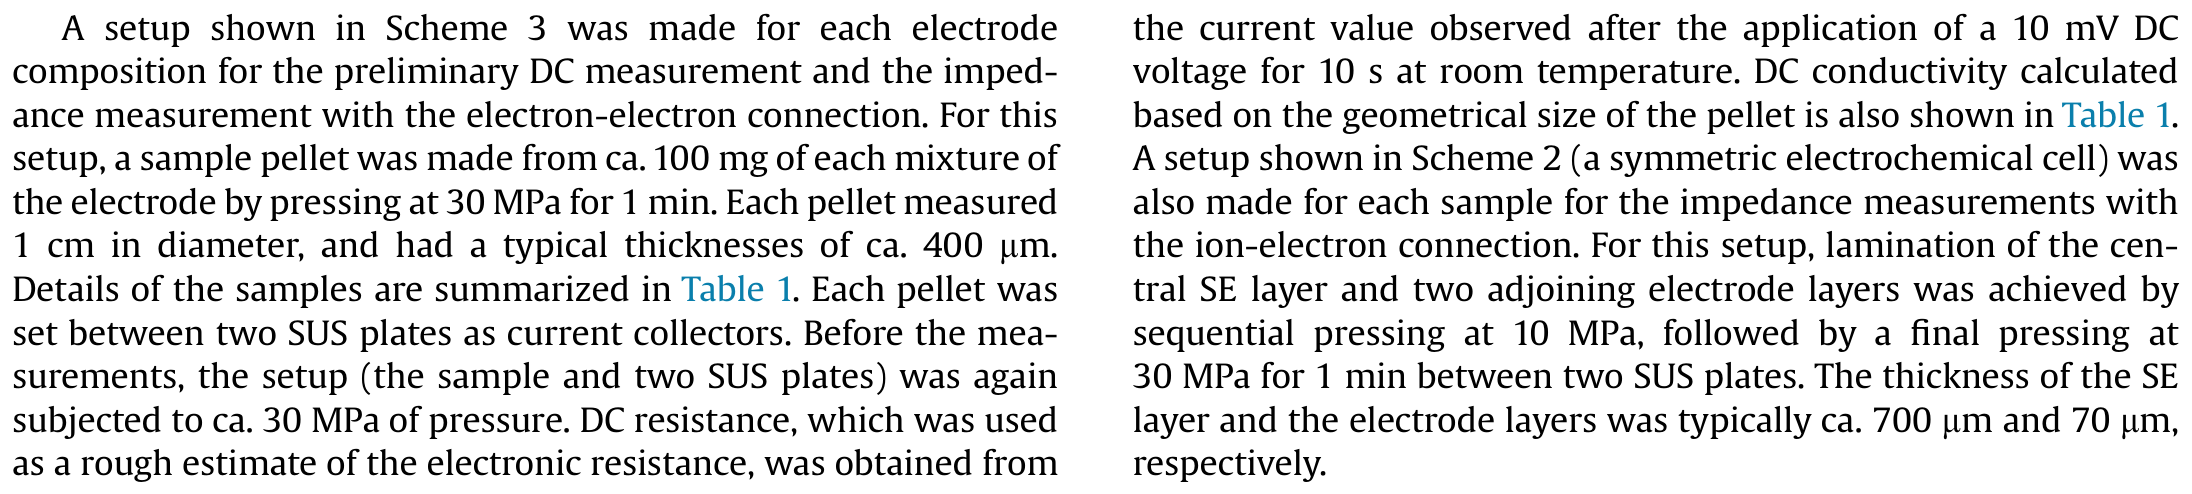 A setup shown in Scheme 3 was made for each electrode
composition for the preliminary DC measurement and the imped-
ance measurement with the electron-electron connection. For this
setup, a sample pellet was made from ca. 100 mg of each mixture of
the electrode by pressing at 30 MPa for 1 min. Each pellet measured
1 cm in diameter, and had a typical thicknesses of ca. 400 μm.
Details of the samples are summarized in Table 1. Each pellet was
set between two SUS plates as current collectors. Before the mea-
surements, the setup (the sample and two SUS plates) was again
subjected to ca. 30 MPa of pressure. DC resistance, which was used
as a rough estimate of the electronic resistance, was obtained from
the current value observed after the application of a 10 mV DC
voltage for 10 s at room temperature. DC conductivity calculated
based on the geometrical size of the pellet is also shown in Table 1.
A setup shown in Scheme 2 (a symmetric electrochemical cell) was
also made for each sample for the impedance measurements with
the ion-electron connection. For this setup, lamination of the cen-
tral SE layer and two adjoining electrode layers was achieved by
sequential pressing at 10 MPa, followed by a final pressing at
30 MPa for 1 min between two SUS plates. The thickness of the SE
layer and the electrode layers was typically ca. 700 μm and 70 μm,
respectively.